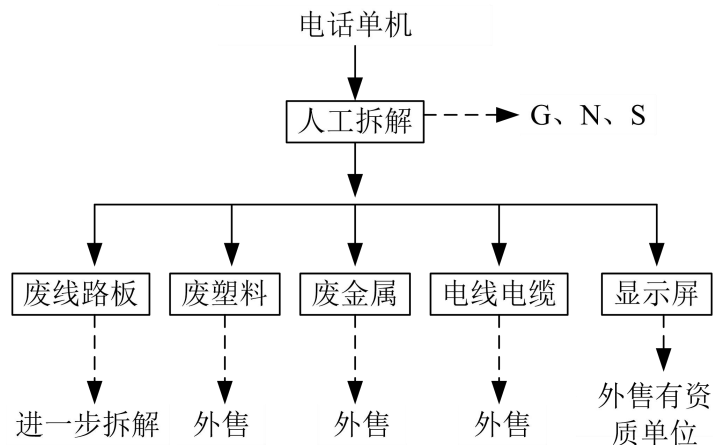 电话单机
人工拆解
G、N、S
废线路板
废塑料
废金属
电线电缆
显示屏
进一步拆解
外售
外售
外售
外售有资
质单位